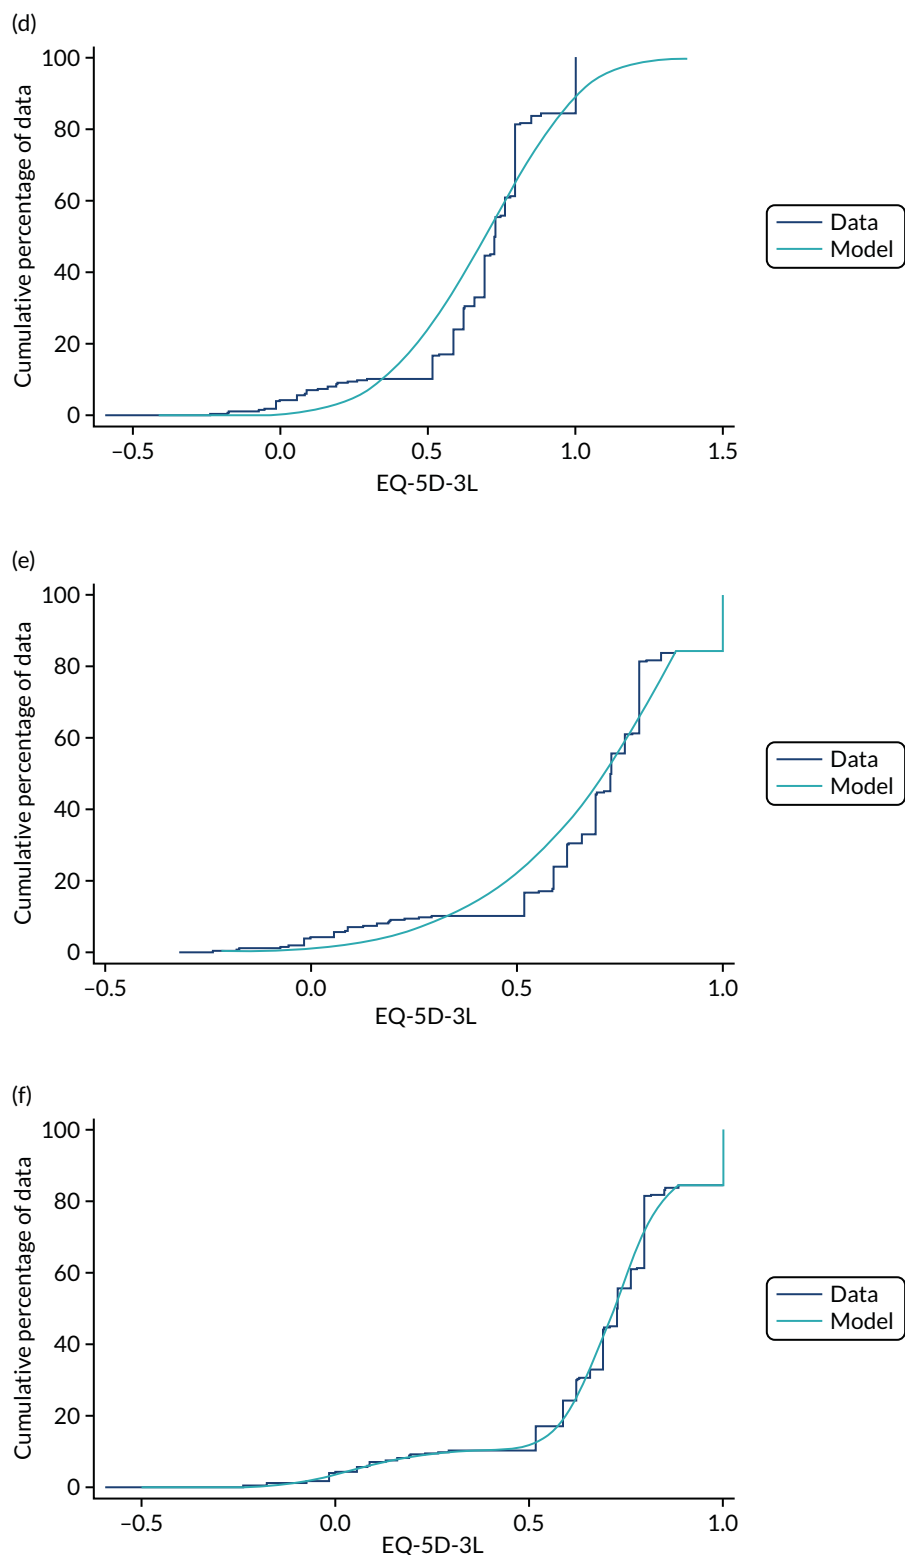 (d)
100
80
60
40
20
0
Cumulative percentage of data
−0.5
0.0
0.5
1.0
1.5
EQ-5D-3L
Data
Model
(e)
100
80
60
40
20
0
Cumulative percentage of data
−0.5
0.0
0.5
1.0
EQ-5D-3L
Data
Model
(f)
100
80
60
40
20
0
Cumulative percentage of data
−0.5
0.0
0.5
1.0
EQ-5D-3L
Data
Model